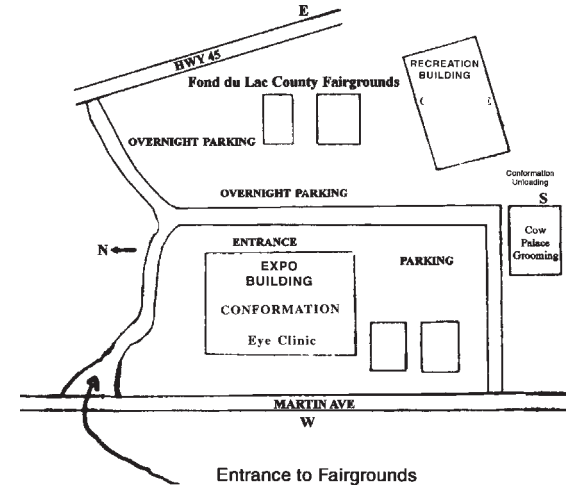 E
HWY 45
Fond du Lac County Fairgrounds
RECREATION
BUILDING
OVERNIGHT PARKING
Conformation
Unloading
S
OVERNIGHT PARKING
Cow
Palace
Grooming
N
ENTRANCE
EXPO
BUILDING
CONFORMATION
Eye Clinic
PARKING
MARTIN AVE
W
Entrance to Fairgrounds